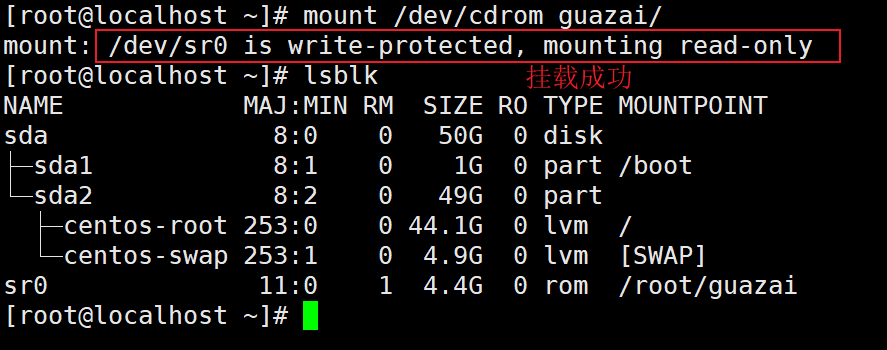 [root@localhost ~]# mount /dev/cdrom guazai/
mount: /dev/sr0 is write-protected, mounting read-only
[root@localhost ~]# lsblk 挂载成功
NAME            MAJ:MIN RM  SIZE RO TYPE MOUNTPOINT
sda               8:0    0   50G  0 disk
├─sda1            8:1    0    1G  0 part /boot
└─sda2            8:2    0   49G  0 part
  ├─centos-root 253:0    0 44.1G  0 lvm  /
  └─centos-swap 253:1    0  4.9G  0 lvm  [SWAP]
sr0              11:0    1  4.4G  0 rom  /root/guazai
[root@localhost ~]#